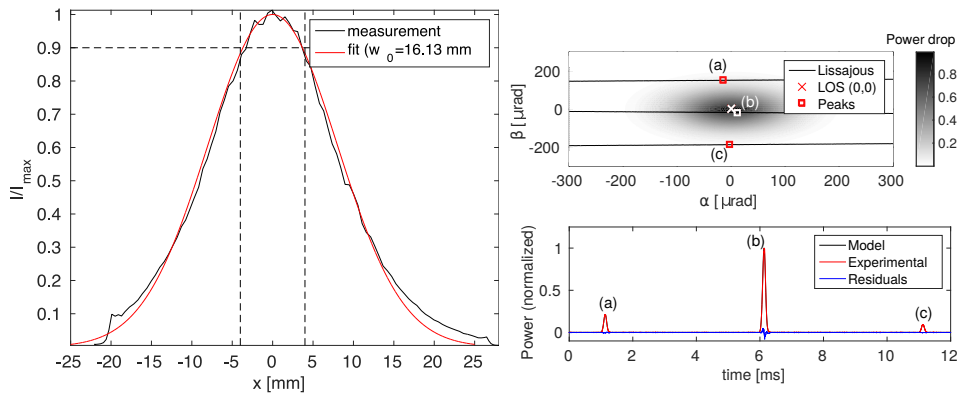 1
0.9
0.8
0.7
0.6
0.5
0.4
0.3
0.2
0.1
I/I_max
-25 -20 -15 -10 -5 0 5 10 15 20 25
x [mm]
measurement
fit (w_0=16.13 mm
Power drop
200
0
-200
β [ μrad]
-300 -200 -100 0 100 200 300
α [ μrad]
(a)
(b)
(c)
Lissajous
LOS (0,0)
Peaks
0.8
0.6
0.4
0.2
1
0.5
0
Power (normalized)
0 2 4 6 8 10 12
time [ms]
(a)
(b)
(c)
Model
Experimental
Residuals